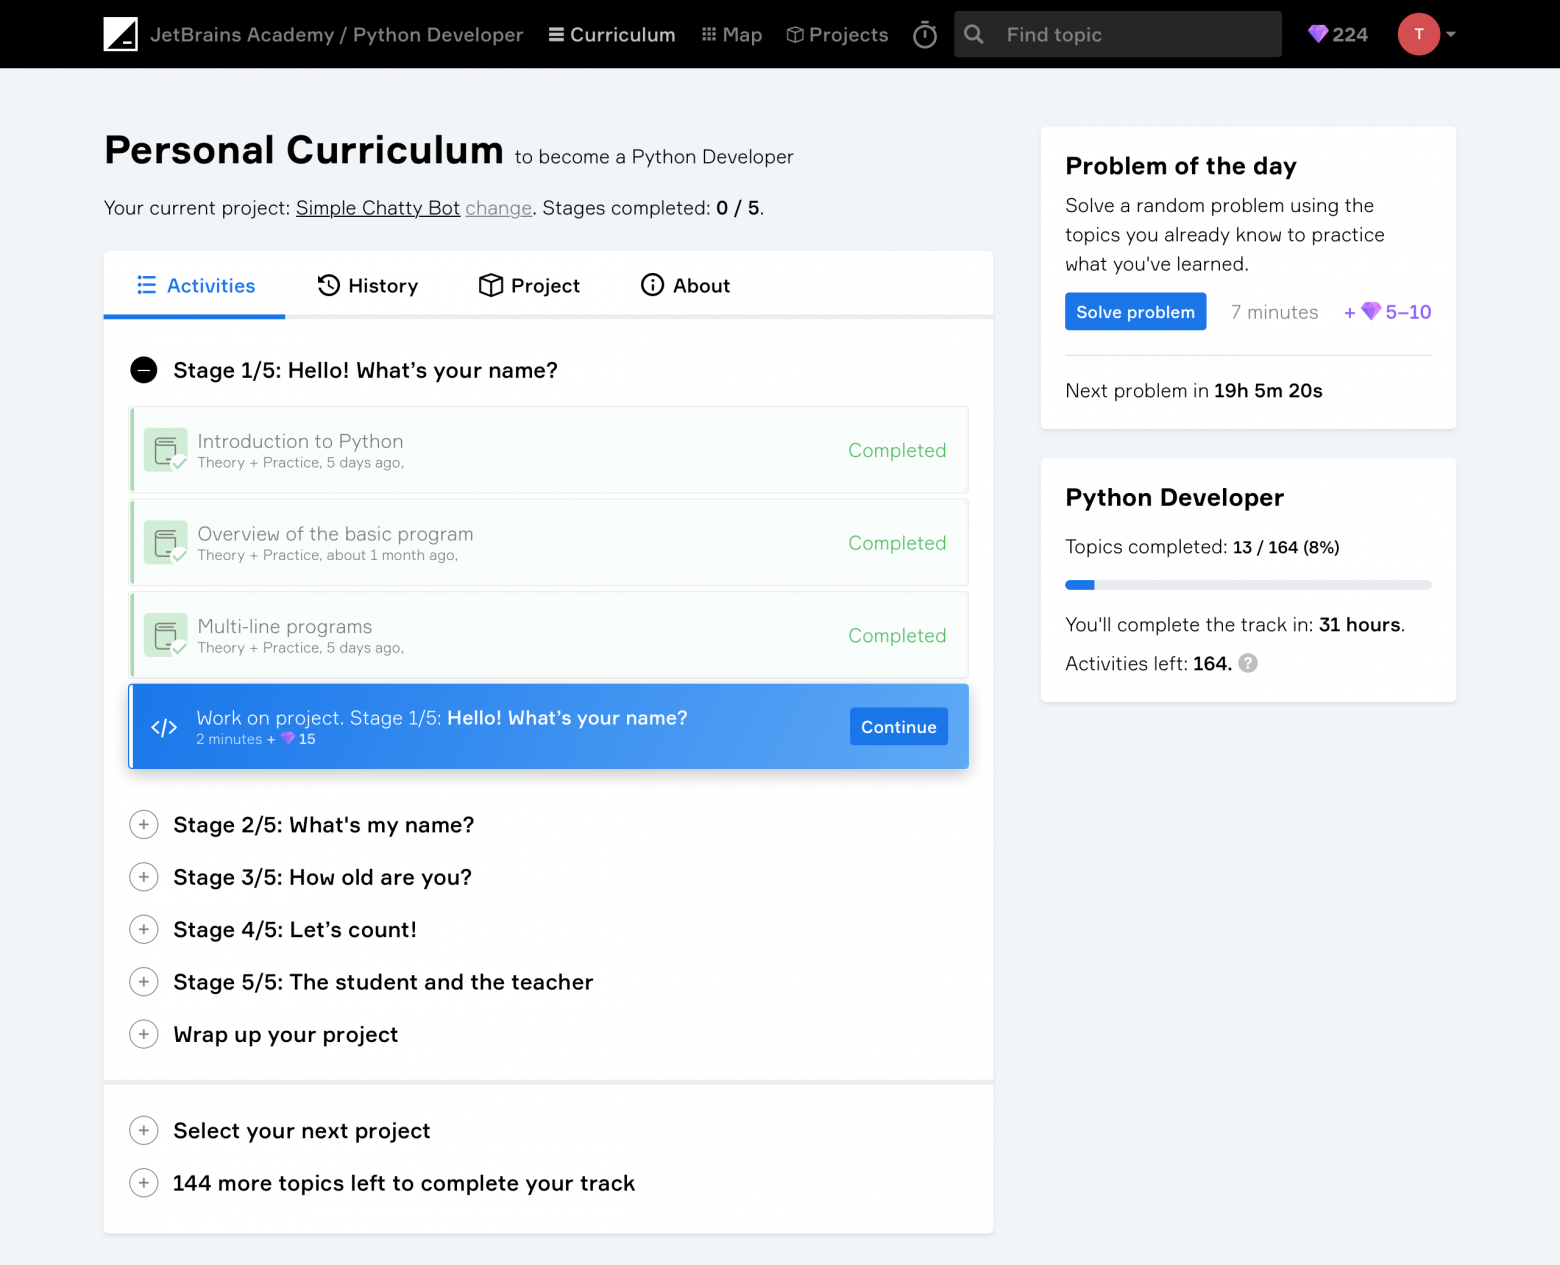 JetBrains Academy / Python Developer
Curriculum
Map
Projects
Find topic
224
T
Personal Curriculum to become a Python Developer
Your current project: Simple Chatty Bot change. Stages completed: 0 / 5.
Activities
History
Project
About
Stage 1/5: Hello! What’s your name?
Introduction to Python
Theory + Practice, 5 days ago,
Completed
Overview of the basic program
Theory + Practice, about 1 month ago,
Completed
Multi-line programs
Theory + Practice, 5 days ago,
Completed
</> Work on project. Stage 1/5: Hello! What’s your name?
2 minutes + 15
Continue
Stage 2/5: What's my name?
Stage 3/5: How old are you?
Stage 4/5: Let’s count!
Stage 5/5: The student and the teacher
Wrap up your project
Select your next project
144 more topics left to complete your track
Problem of the day
Solve a random problem using the
topics you already know to practice
what you've learned.
Solve problem
7 minutes
+ 5–10
Next problem in 19h 5m 20s
Python Developer
Topics completed: 13 / 164 (8%)
You'll complete the track in: 31 hours.
Activities left: 164. ?